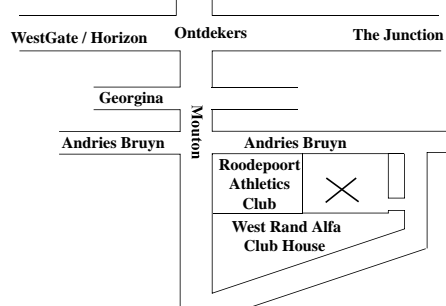 Ontdekers
WestGate / Horizon
The Junction
Georgina
Mouton
Andries Bruyn
Andries Bruyn
Roodepoort
Athletics
Club
West Rand Alfa
Club House